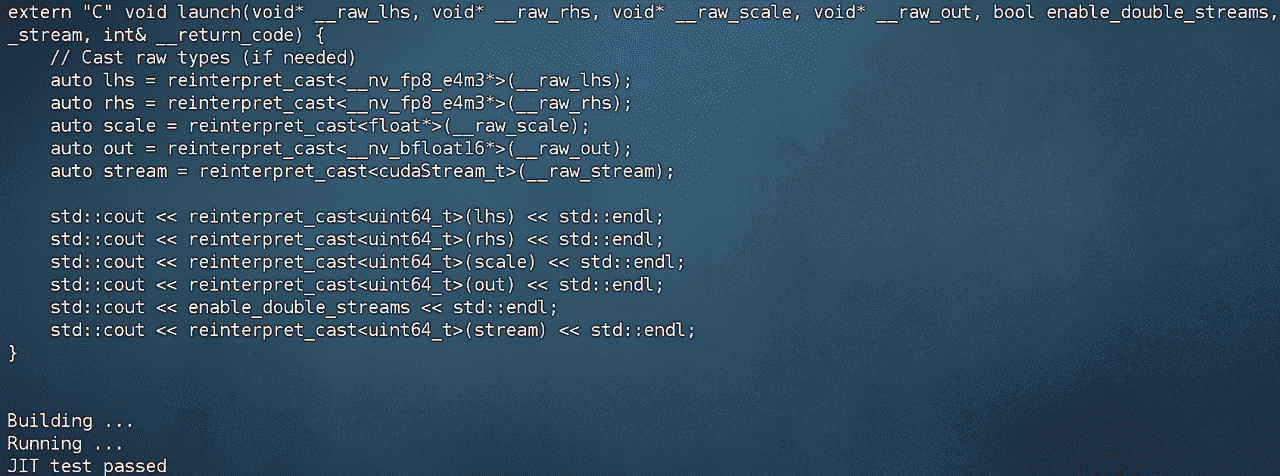 extern "C" void launch(void* __raw_lhs, void* __raw_rhs, void* __raw_scale, void* __raw_out, bool enable_double_streams,
_stream, int& __return_code) {
    // Cast raw types (if needed)
    auto lhs = reinterpret_cast<__nv_fp8_e4m3*>(__raw_lhs);
    auto rhs = reinterpret_cast<__nv_fp8_e4m3*>(__raw_rhs);
    auto scale = reinterpret_cast<float*>(__raw_scale);
    auto out = reinterpret_cast<__nv_bfloat16*>(__raw_out);
    auto stream = reinterpret_cast<cudaStream_t>(__raw_stream);

    std::cout << reinterpret_cast<uint64_t>(lhs) << std::endl;
    std::cout << reinterpret_cast<uint64_t>(rhs) << std::endl;
    std::cout << reinterpret_cast<uint64_t>(scale) << std::endl;
    std::cout << reinterpret_cast<uint64_t>(out) << std::endl;
    std::cout << enable_double_streams << std::endl;
    std::cout << reinterpret_cast<uint64_t>(stream) << std::endl;
}

Building ...
Running ...
JIT test passed